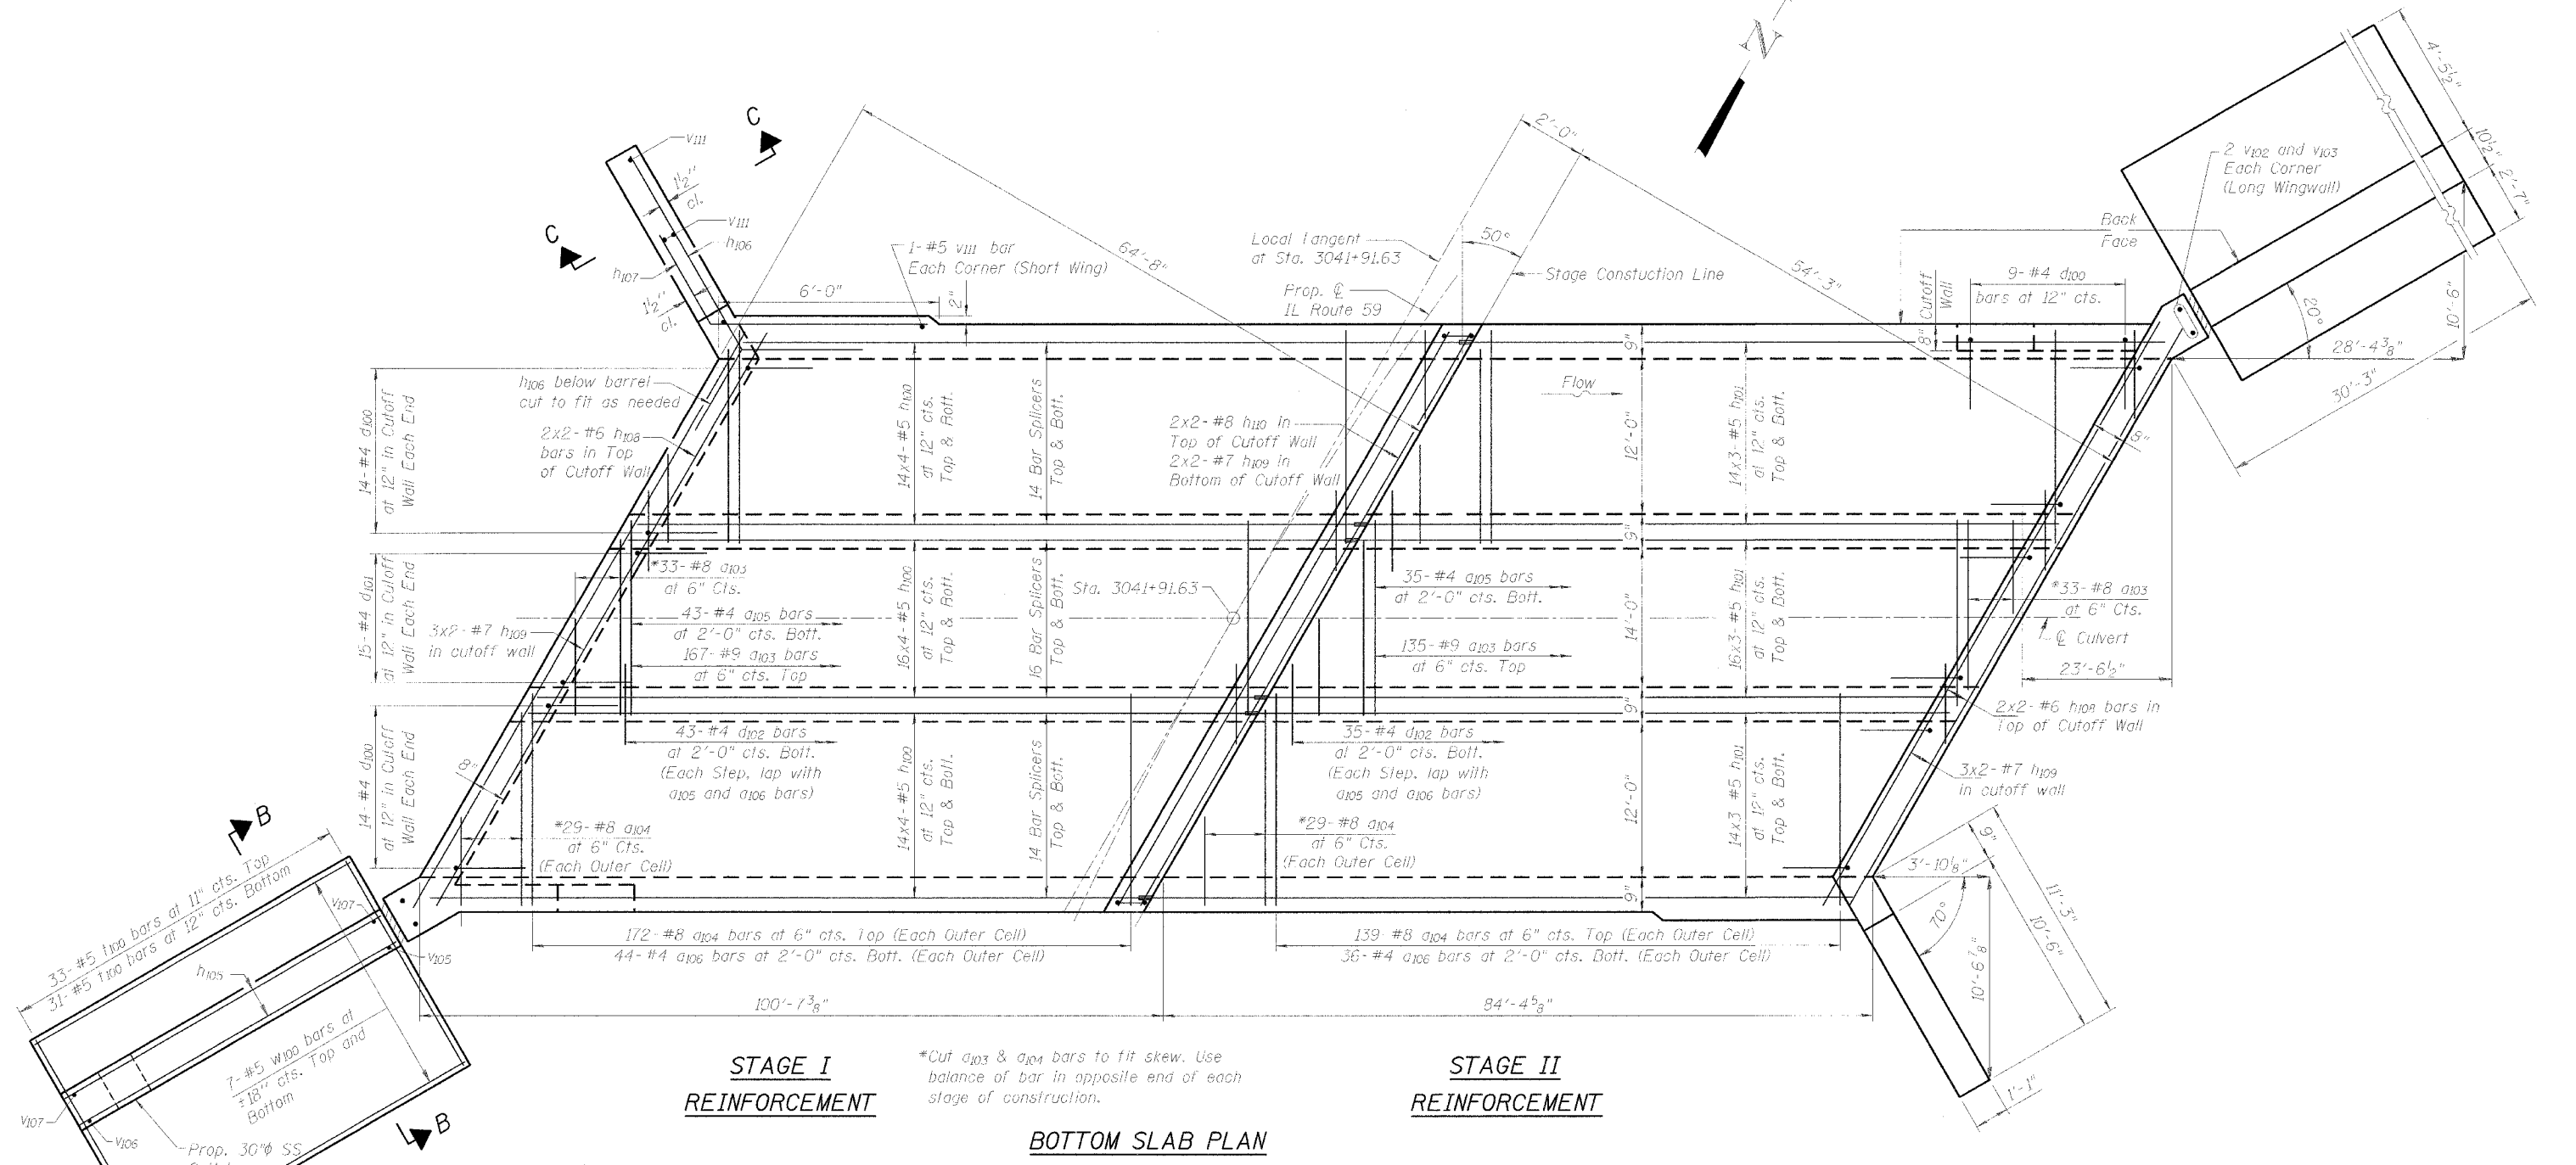 N
C
C
V111
1½"
cl.
V111
h106
h107
1½"
cl.
1-#5 v111 bar
Each Corner (Short Wing)
6'-0"
2"
64'-8"
2'-0"
Local Tangent
at Sta. 3041+91.63
50°
Stage Constuction Line
Prop. ℄
IL Route 59
54'-3"
Back
Face
8" Cutoff
Wall
9-#4 d100
bars at 12" cts.
2 v102 and v103
Each Corner
(Long Wingwall)
4'-5½"
10½"
2'-7"
20°
10'-6"
28'-4⅜"
30'-3"
8"
14-#4 d100
at 12" in Cutoff
Wall Each End
h106 below barrel
cut to fit as needed
2x2-#6 h108
bars in Top
of Cutoff Wall
14x4-#5 h100
at 12" cts.
Top & Bott.
14 Bar Splicers
Top & Bott.
2x2-#8 h110 in
Top of Cutoff Wall
2x2-#7 h109 in
Bottom of Cutoff Wall
Flow
9"
12'-0"
14x3-#5 h101
at 12" cts.
Top & Bott.
15-#4 d101
at 12" in Cutoff
Wall Each End
3x2-#7 h109
in cutoff wall
*33-#8 a103
at 6" Cts.
43-#4 a105 bars
at 2'-0" cts. Bott.
167-#9 a103 bars
at 6" cts. Top
16x4-#5 h100
at 12" cts.
Top & Bott.
16 Bar Splicers
Top & Bott.
Sta. 3041+91.63
35-#4 a105 bars
at 2'-0" cts. Bott.
135-#9 a103 bars
at 6" cts. Top
9"
14'-0"
16x3-#5 h101
at 12" cts.
Top & Bott.
*33-#8 a103
at 6" Cts.
℄ Culvert
23'-6½"
14-#4 d100
at 12" in Cutoff
Wall Each End
8"
43-#4 d102 bars
at 2'-0" cts. Bott.
(Each Step, lap with
a105 and a106 bars)
*29-#8 a104
at 6" Cts.
(Each Outer Cell)
14x4-#5 h100
at 12" cts.
Top & Bott.
14 Bar Splicers
Top & Bott.
35-#4 d102 bars
at 2'-0" cts. Bott.
(Each Step, lap with
a105 and a106 bars)
*29-#8 a104
at 6" Cts.
(Each Outer Cell)
9"
12'-0"
9"
14x3 #5 h101
at 12" cts.
Top & Bott.
2x2-#6 h108 bars in
Top of Cutoff Wall
3x2-#7 h109
in cutoff wall
9"
3'-10⅛"
70°
11'-3"
10'-6"
10'-6⅞"
1'-1"
B
33-#5 t100 bars at 11" cts. Top
31-#5 t100 bars at 12" cts. Bottom
V107
V105
h105
7-#5 w100 bars at
±18" cts. Top and
Bottom
V107
V106
Prop. 30"φ SS
B
172-#8 a104 bars at 6" cts. Top (Each Outer Cell)
44-#4 a106 bars at 2'-0" cts. Bott. (Each Outer Cell)
139-#8 a104 bars at 6" cts. Top (Each Outer Cell)
36-#4 a106 bars at 2'-0" cts. Bott. (Each Outer Cell)
100'-7⅜"
84'-4⅝"
STAGE I
REINFORCEMENT
*Cut a103 & a104 bars to fit skew. Use
balance of bar in opposite end of each
stage of construction.
STAGE II
REINFORCEMENT
BOTTOM SLAB PLAN